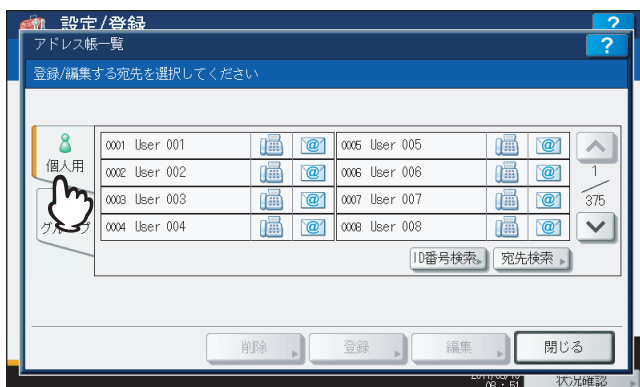 設定/登録
?
アドレス帳一覧
?
登録/編集する宛先を選択してください
個人用
グループ
0001 User 001
0005 User 005
0002 User 002
0006 User 006
0003 User 003
0007 User 007
0004 User 004
0008 User 008
1
375
ID番号検索
宛先検索
削除
登録
編集
閉じる
08:51
状況確認